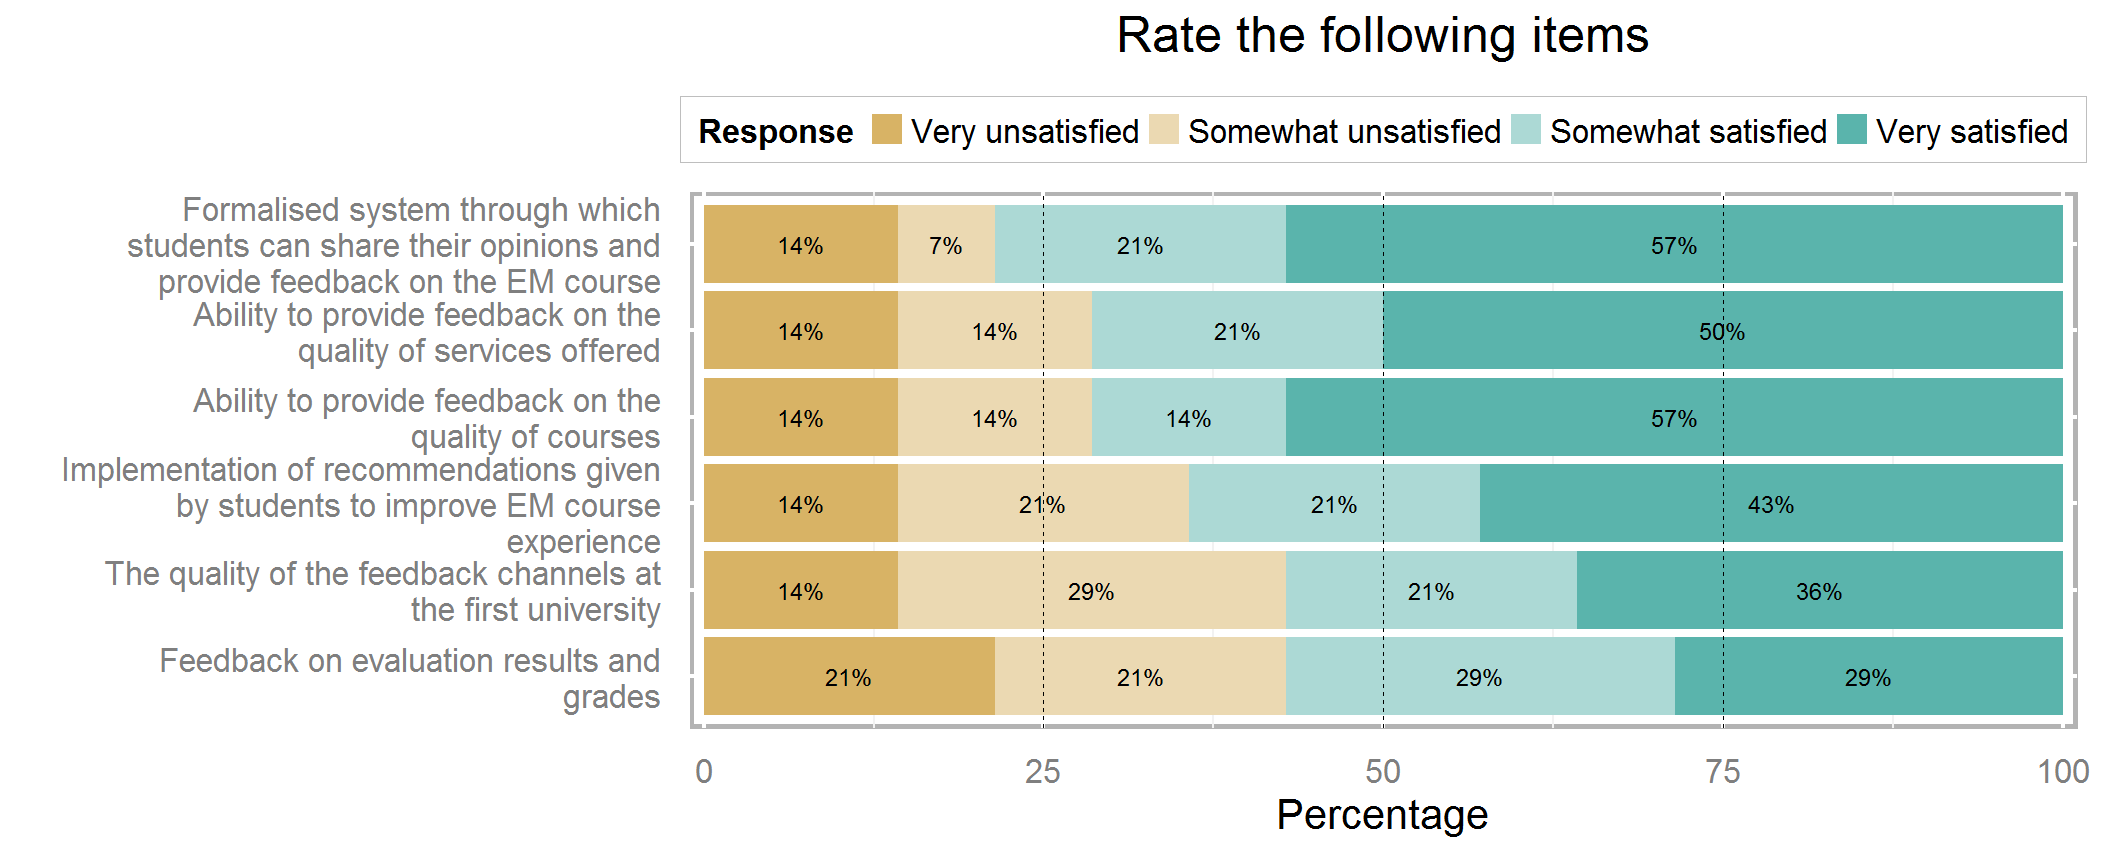 Rate the following items
Response Very unsatisfied Somewhat unsatisfied Somewhat satisfied Very satisfied
Formalised system through which
students can share their opinions and
provide feedback on the EM course
14% 7% 21% 57%
Ability to provide feedback on the
quality of services offered
14% 14% 21% 50%
Ability to provide feedback on the
quality of courses
14% 14% 14% 57%
Implementation of recommendations given
by students to improve EM course
experience
14% 21% 21% 43%
The quality of the feedback channels at
the first university
14% 29% 21% 36%
Feedback on evaluation results and
grades
21% 21% 29% 29%
0 25 50 75 100
Percentage